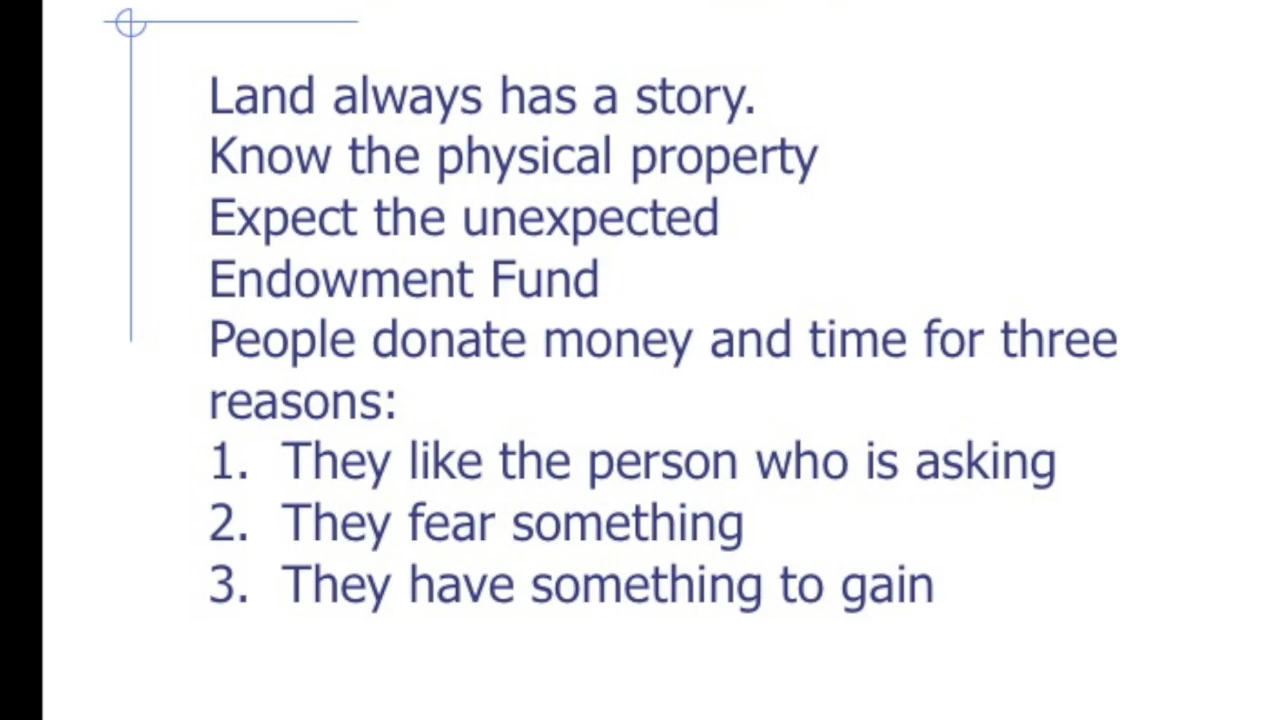 Land always has a story.
Know the physical property
Expect the unexpected
Endowment Fund
People donate money and time for three
reasons:
1. They like the person who is asking
2. They fear something
3. They have something to gain